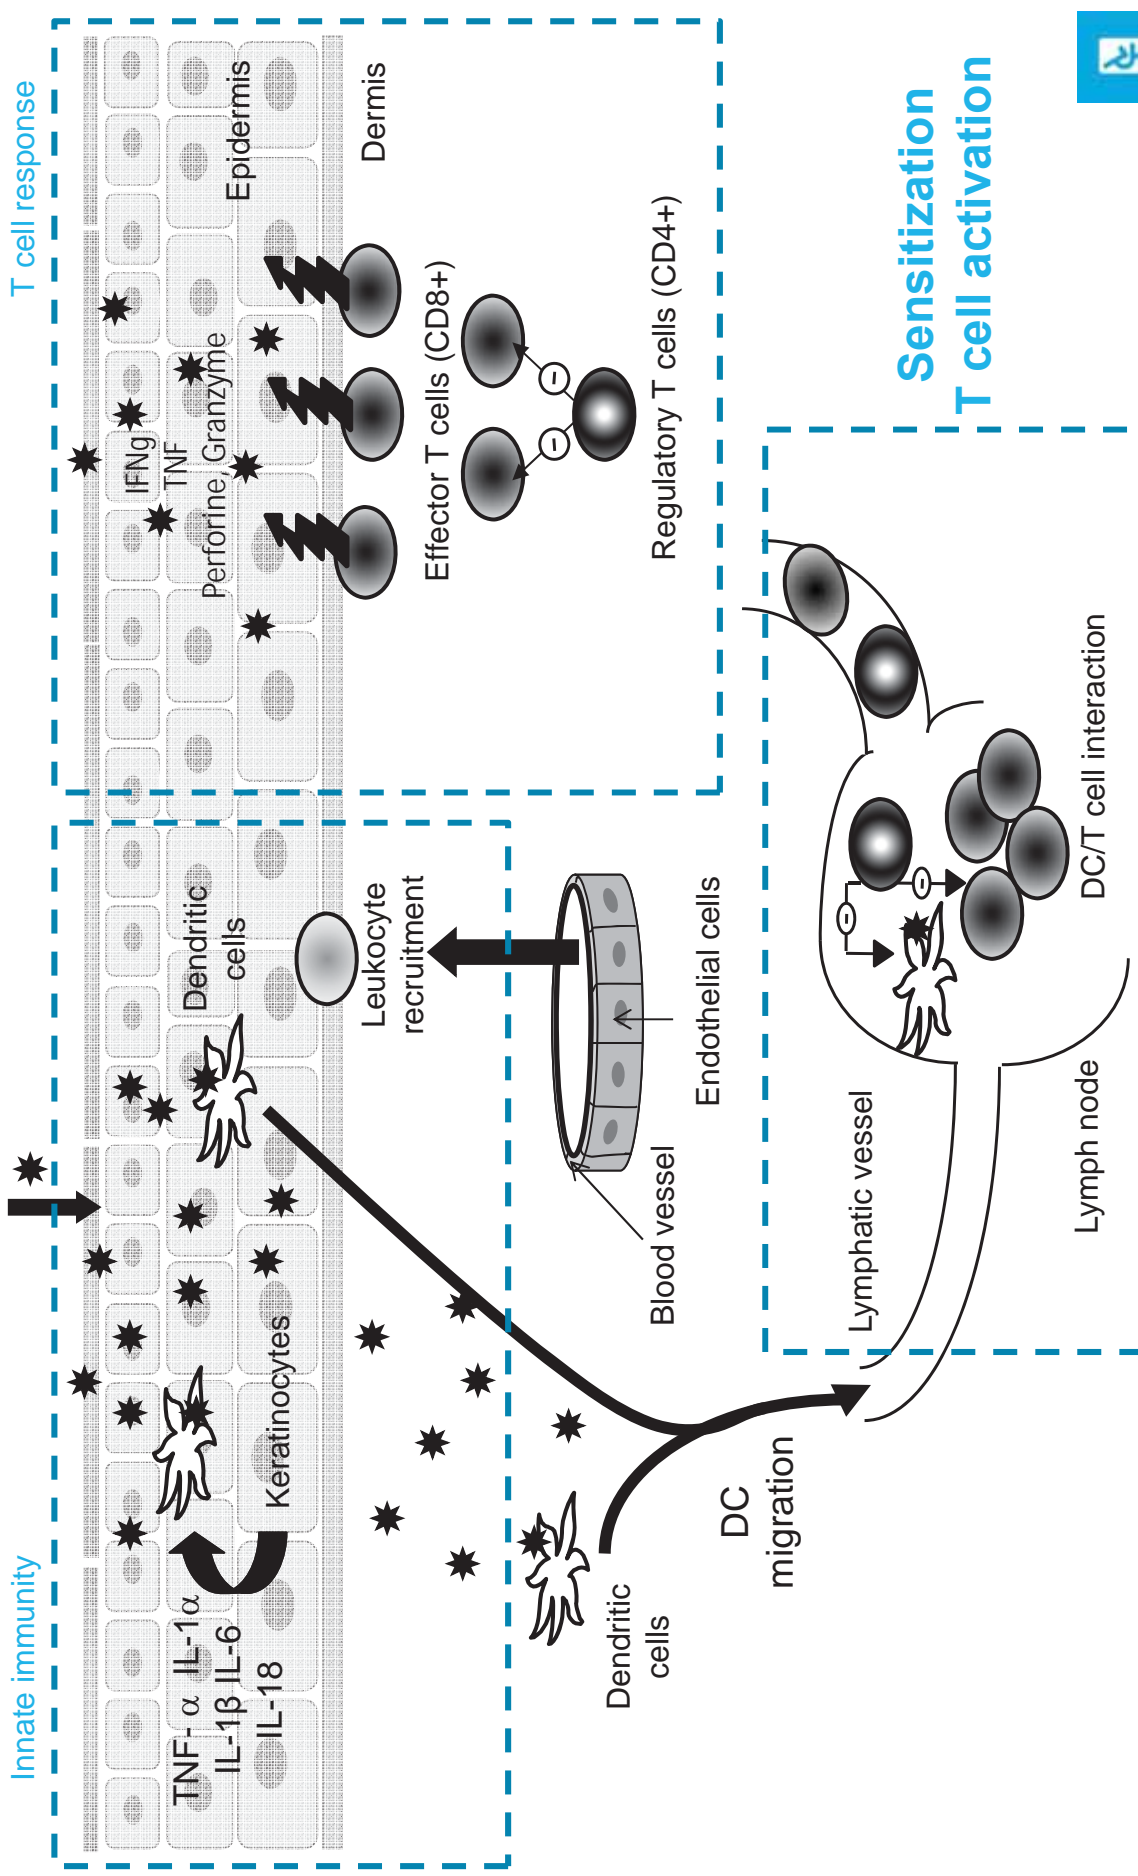 Innate immunity
T cell response
TNF- α IL-1α
IL-1β IL-6
IL-18
Keratinocytes
Dendritic
cells
Leukocyte
recruitment
IFNg
TNF
Perforine, Granzyme
Epidermis
Dermis
Effector T cells (CD8+)
Regulatory T cells (CD4+)
Dendritic
cells
DC
migration
Blood vessel
Endothelial cells
Lymphatic vessel
Lymph node
DC/T cell interaction
Sensitization
T cell activation